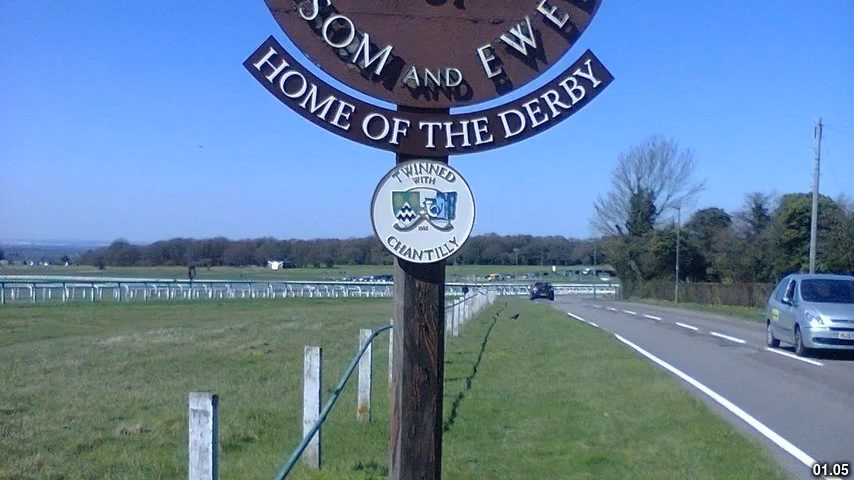 SOM AND EWE
HOME OF THE DERBY
TWINNED
WITH
CHANTILLY
01.05